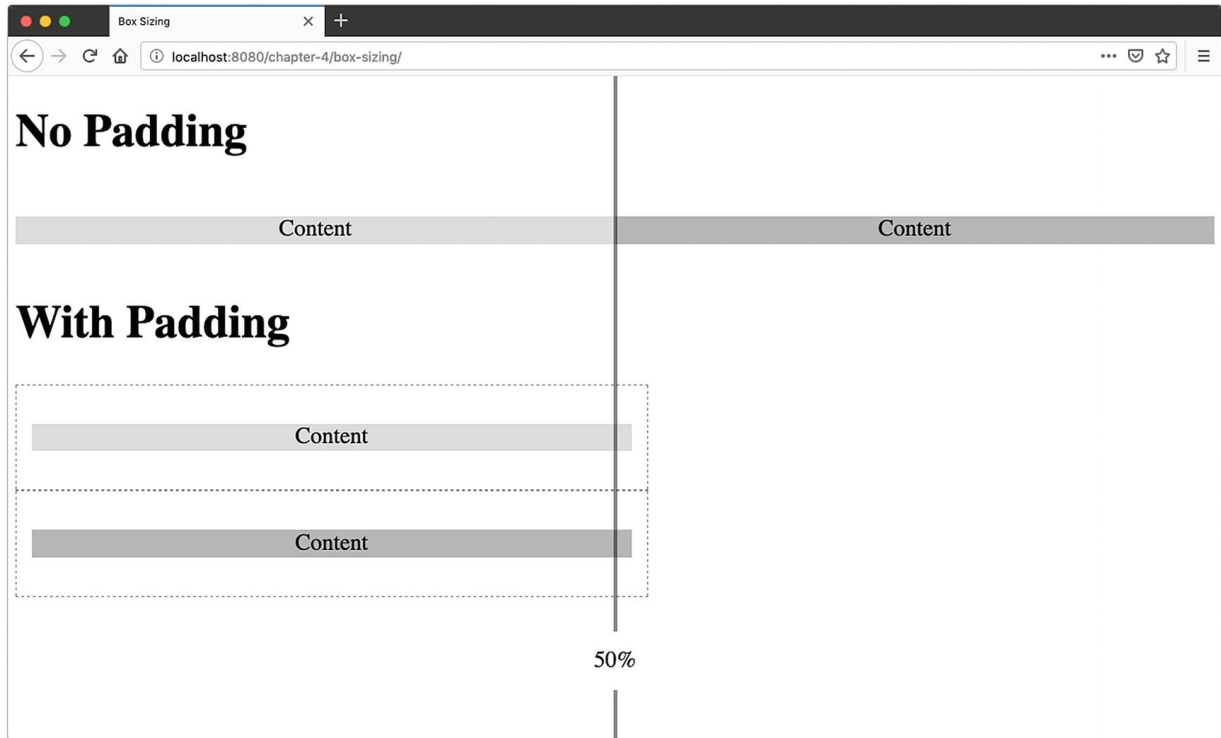 Box Sizing
localhost:8080/chapter-4/box-sizing/
No Padding
Content Content
With Padding
Content
Content
50%